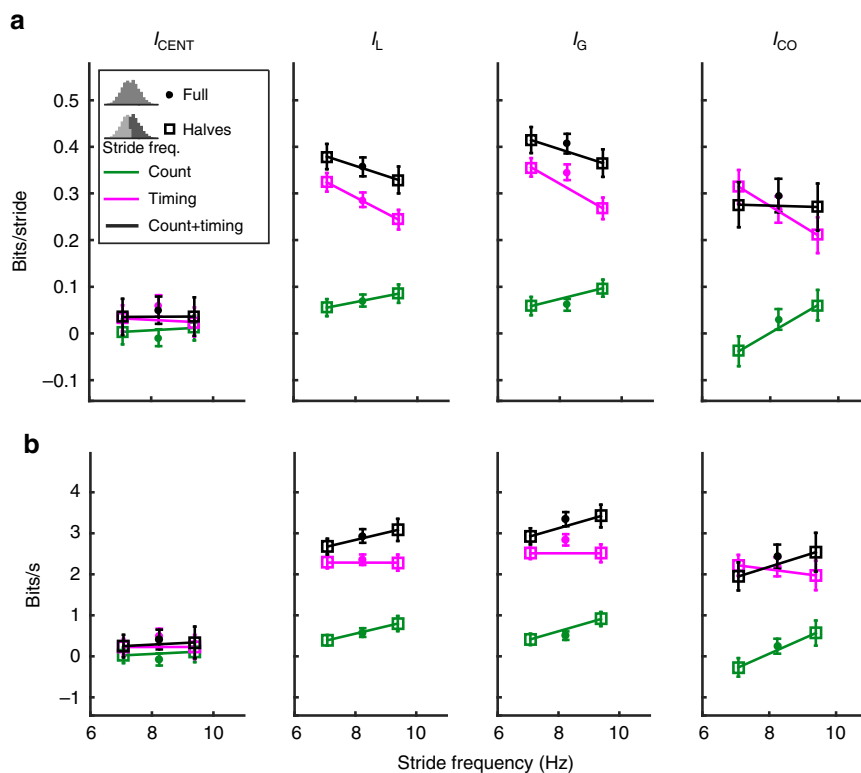 a
I_CENT
I_L
I_G
I_CO
Full
Halves
Stride freq.
Count
Timing
Count+timing
0.5
0.4
0.3
0.2
0.1
0
–0.1
Bits/stride
b
4
3
2
1
0
–1
Bits/s
6 8 10 6 8 10 6 8 10 6 8 10
Stride frequency (Hz)